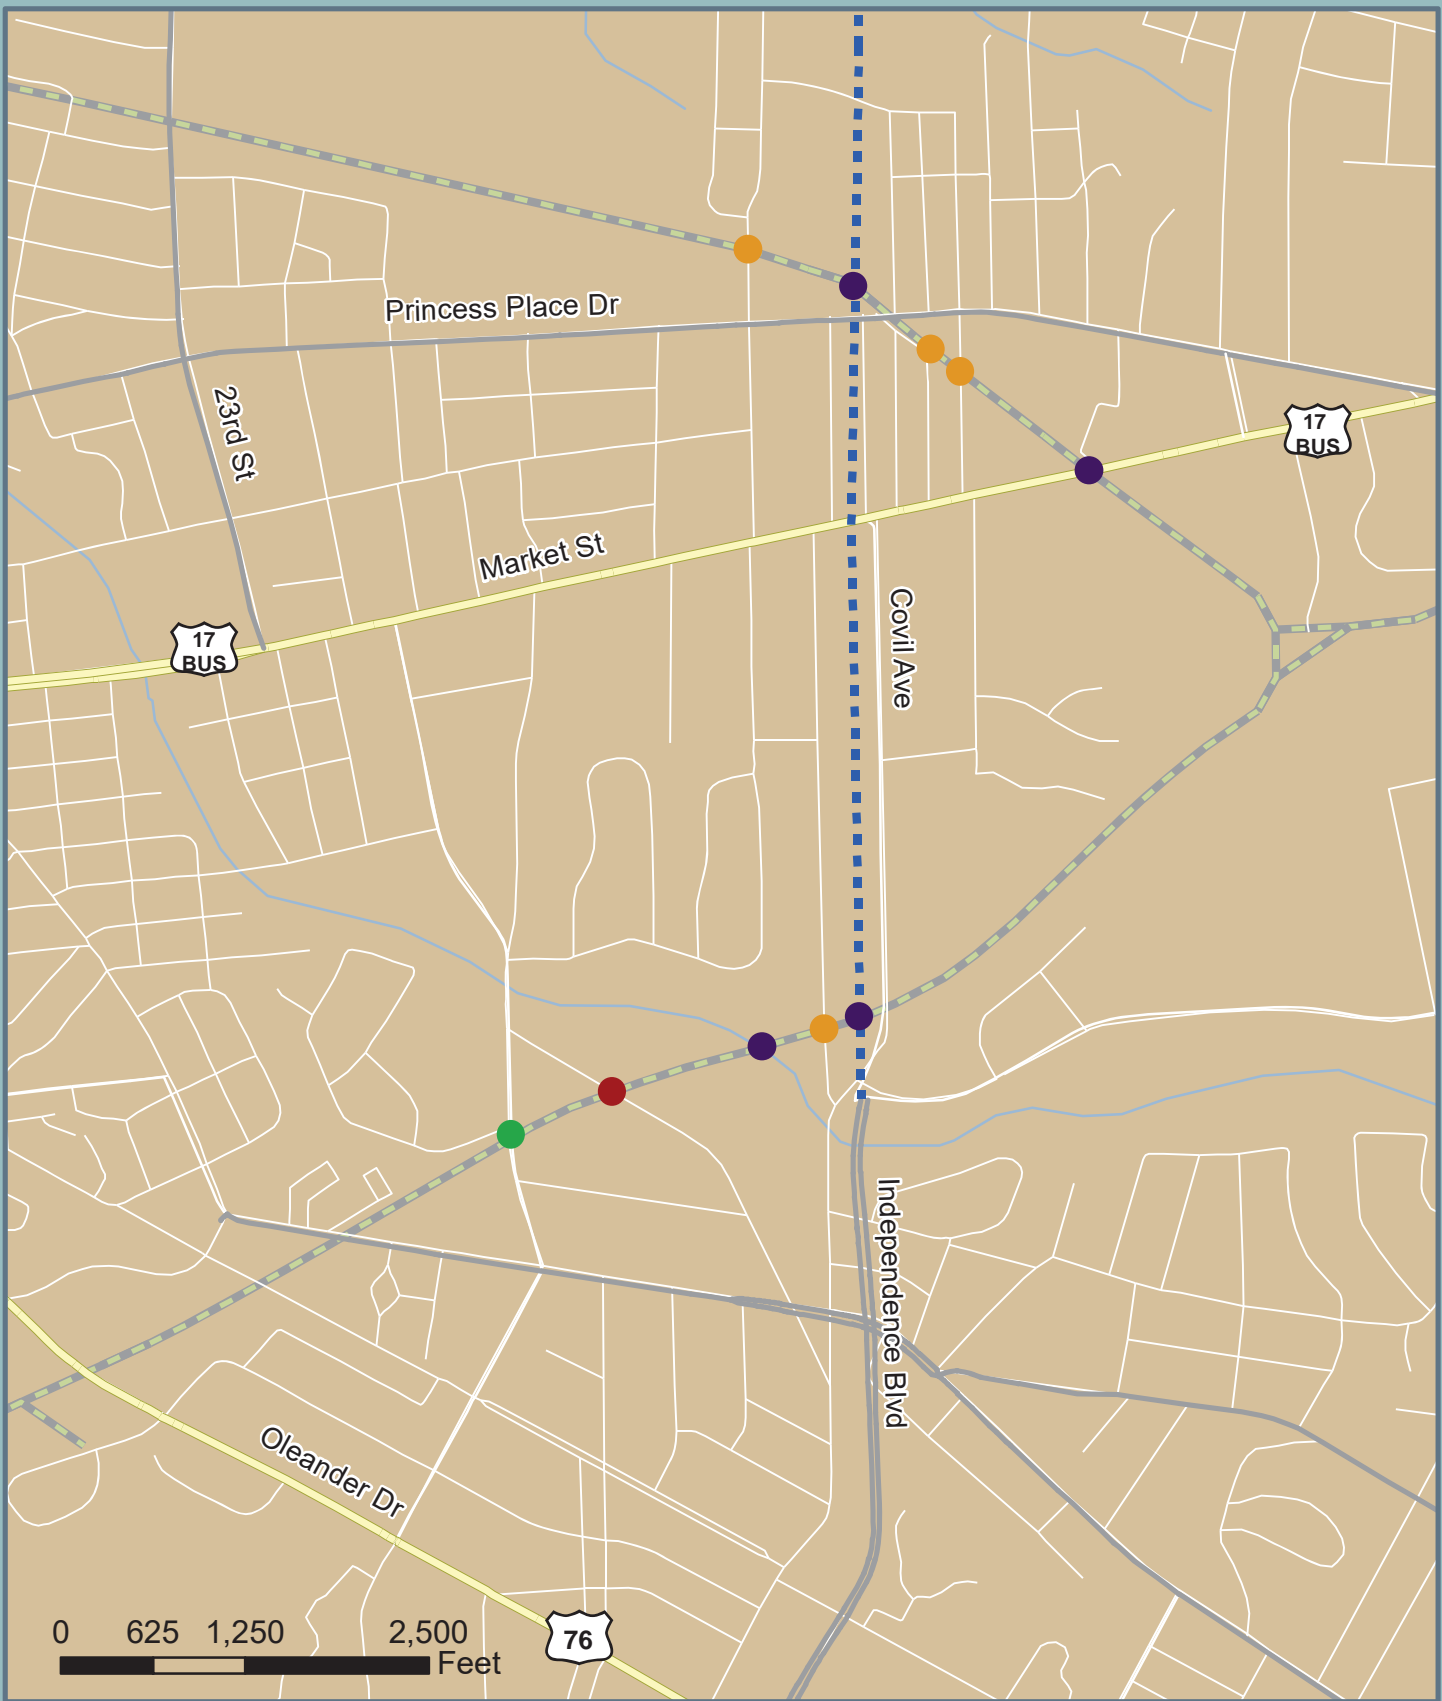 Princess Place Dr
23rd St
17
BUS
Market St
Covil Ave
17
BUS
Independence Blvd
Oleander Dr
0 625 1,250 2,500
Feet
76